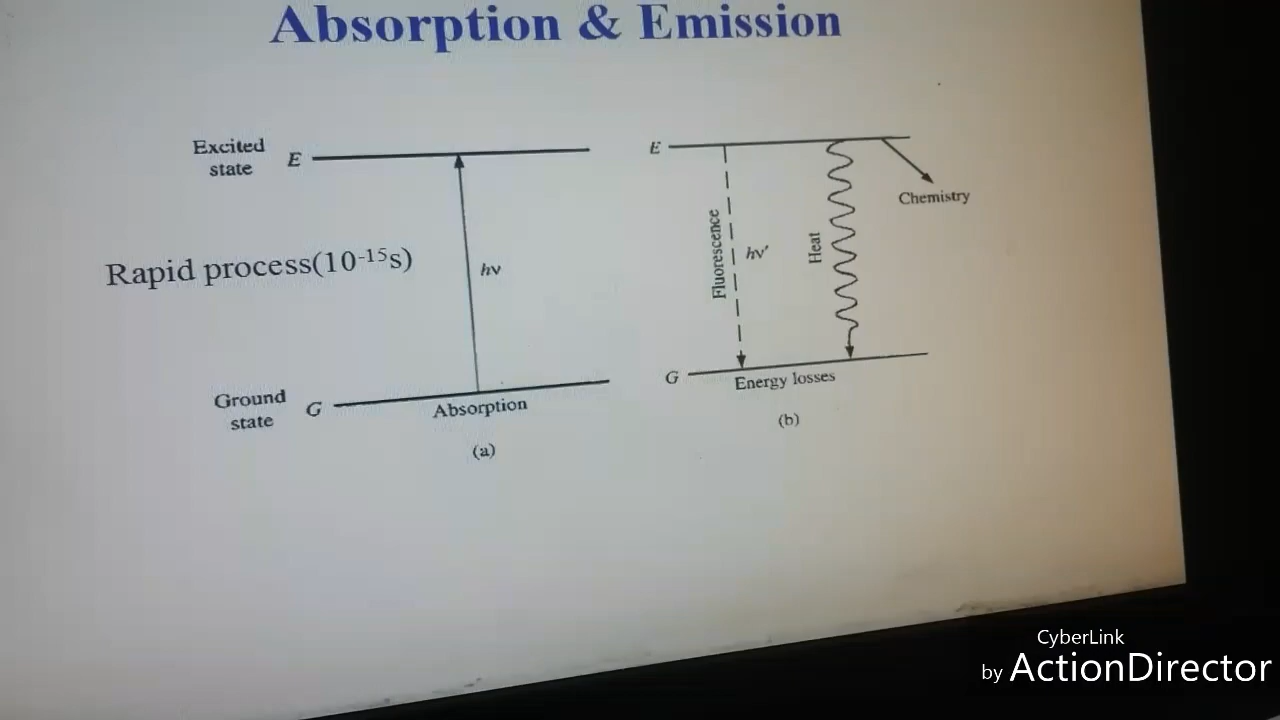 Absorption & Emission
Excited
state
E
Rapid process(10-15s)
hν
Ground
state
G
Absorption
(a)
E
Fluorescence
hν'
Heat
Chemistry
G
Energy losses
(b)
CyberLink
by ActionDirector